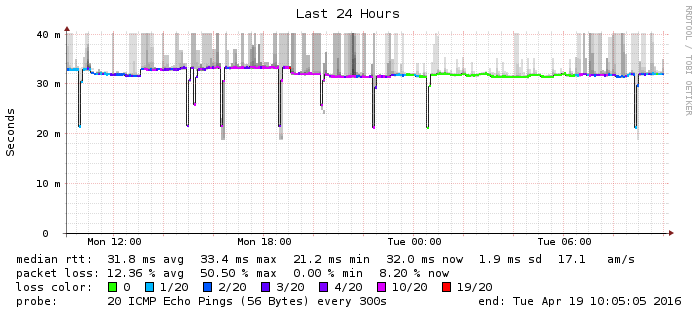 Last 24 Hours
RRDTOOL / TOBI OETIKER
Seconds
40 m
30 m
20 m
10 m
0
Mon 12:00 Mon 18:00 Tue 00:00 Tue 06:00
median rtt: 31.8 ms avg 33.4 ms max 21.2 ms min 32.0 ms now 1.9 ms sd 17.1 am/s
packet loss: 12.36 % avg 50.50 % max 0.00 % min 8.20 % now
loss color: 0 1/20 2/20 3/20 4/20 10/20 19/20
probe: 20 ICMP Echo Pings (56 Bytes) every 300s end: Tue Apr 19 10:05:05 2016